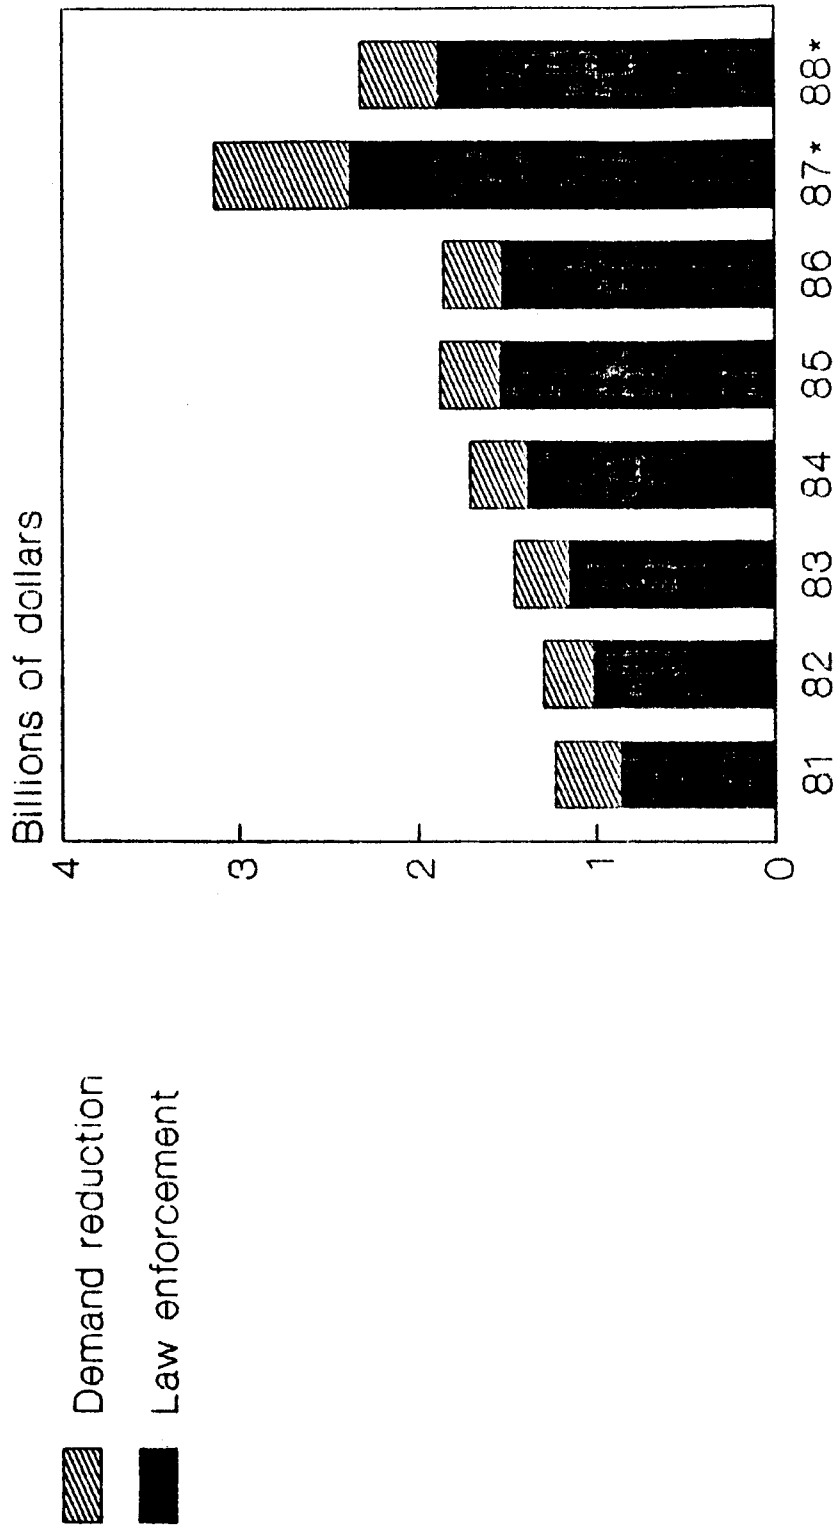 Demand reduction
Law enforcement
Billions of dollars
4
3
2
1
0
81 82 83 84 85 86 87* 88*